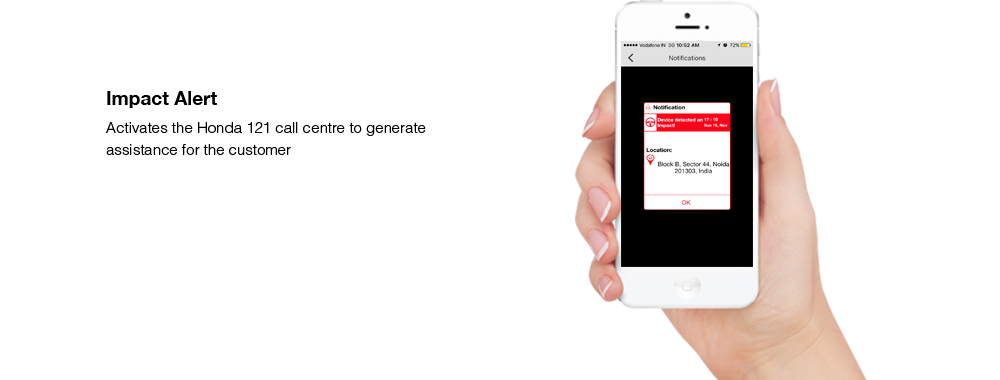 Impact Alert
Activates the Honda 121 call centre to generate
assistance for the customer
Vodafone IN 3G 10:52 AM 72%
Notifications
Notification
Device detected an 17 : 10
Impact! Sun 15, Nov
Location:
Block B, Sector 44, Noida
201303, India
OK